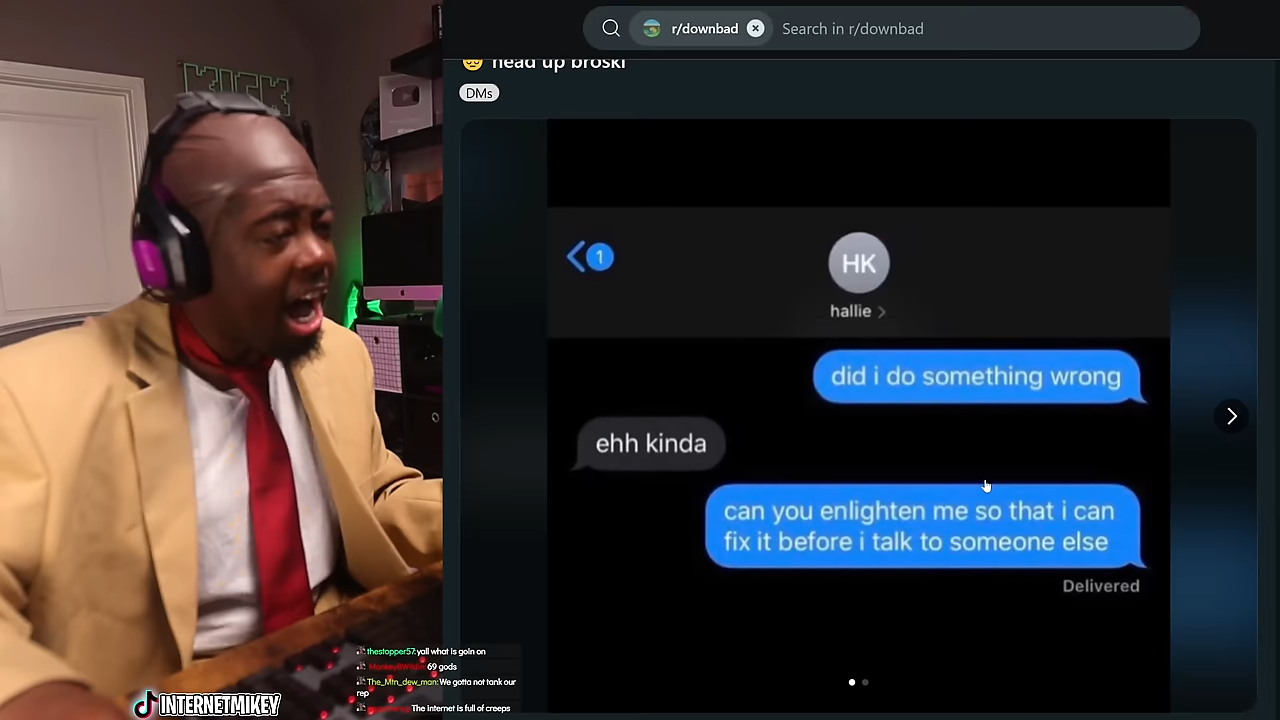 r/downbad
Search in r/downbad
head up broski
DMs
KICK
1
HK
hallie
did i do something wrong
ehh kinda
can you enlighten me so that i can
fix it before i talk to someone else
Delivered
thestopper57: yall what is goin on
69 gods
The_Mtn_dew_man: We gotta not tank our
rep
The Internet is full of creeps
INTERNETMIKEY